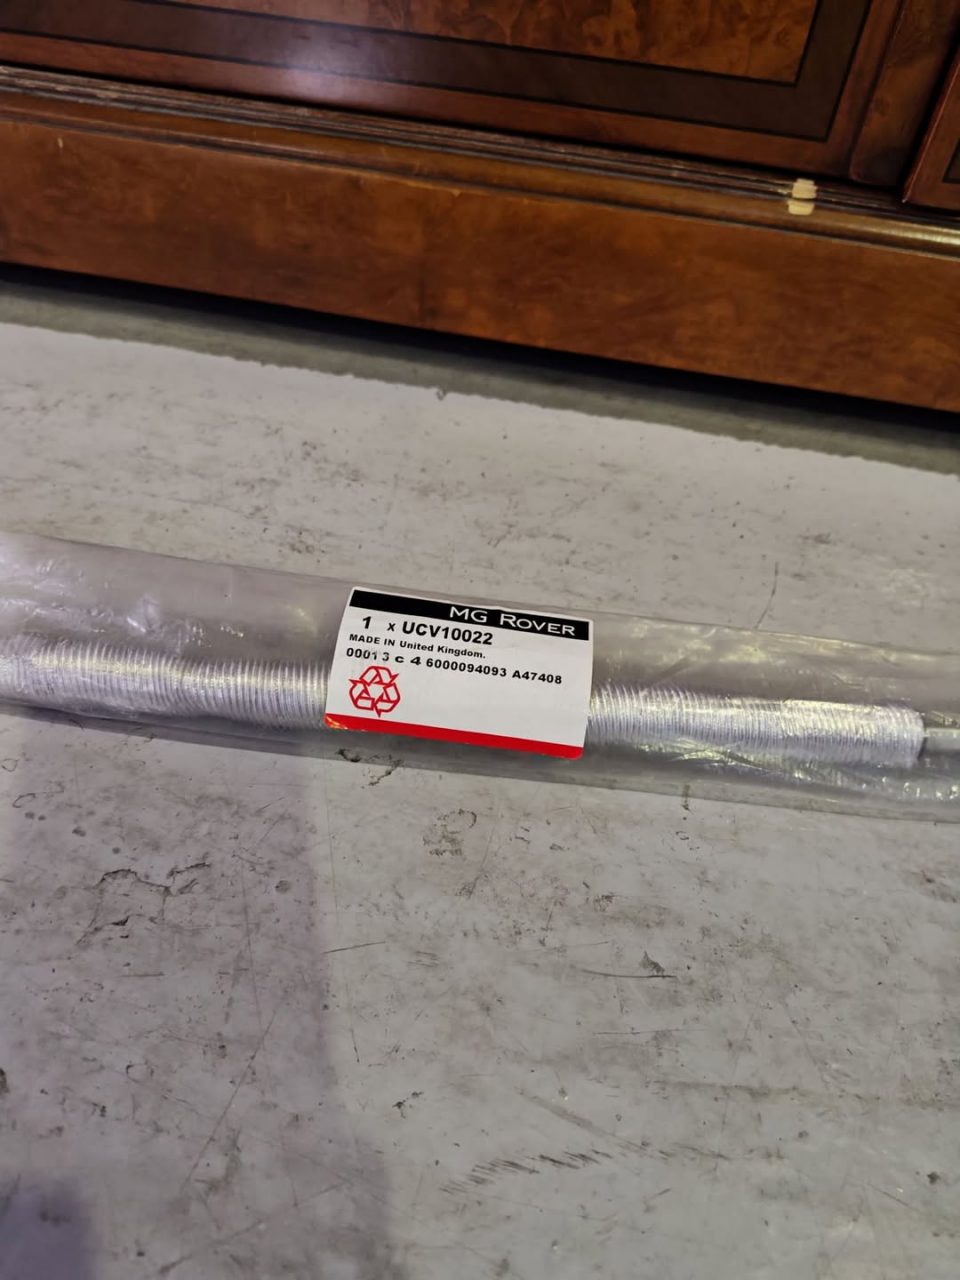 MG ROVER
1 x UCV10022
MADE IN United Kingdom.
00013 c 4 6000094093 A47408